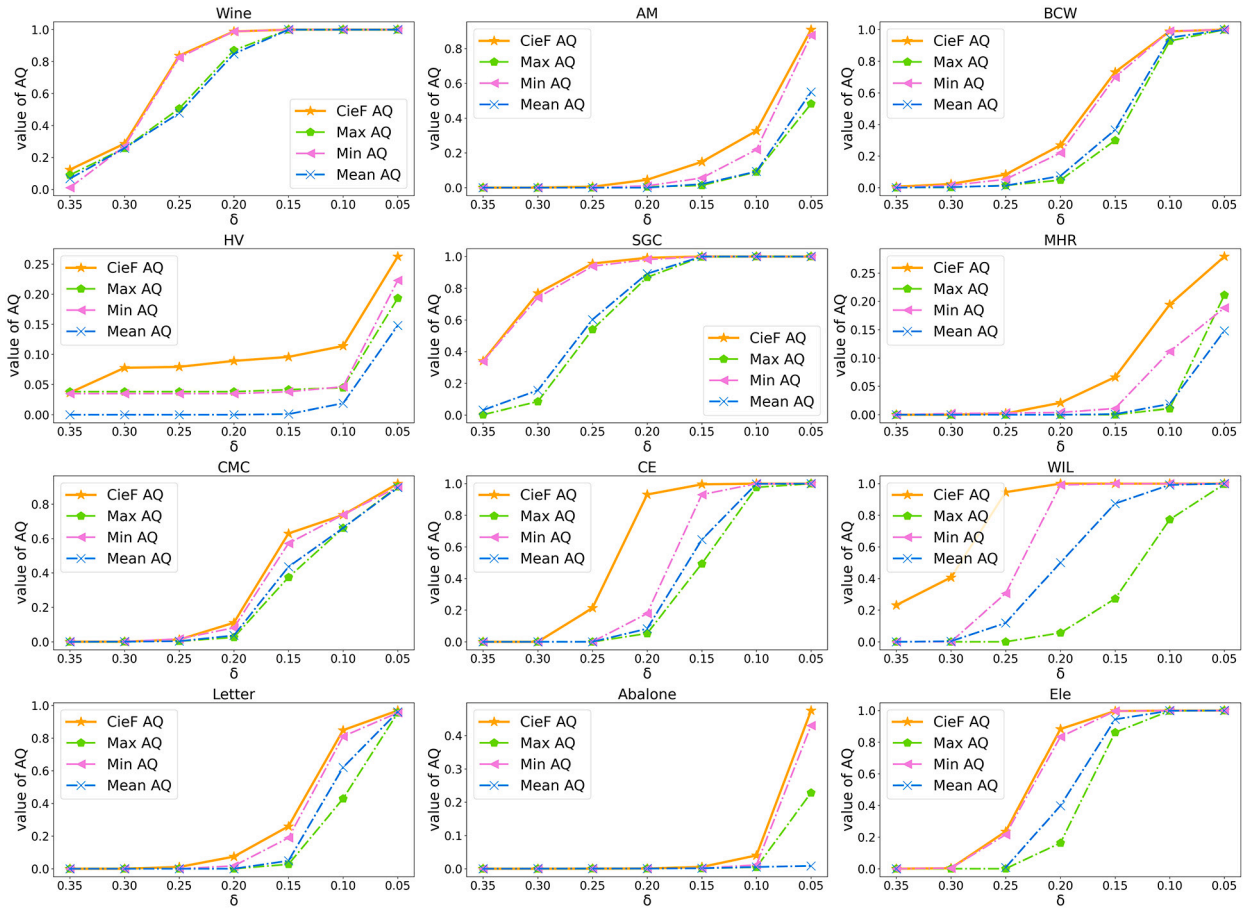 Wine
value of AQ
1.0
0.8
0.6
0.4
0.2
0.0
CieF AQ
Max AQ
Min AQ
Mean AQ
0.35 0.30 0.25 0.20 0.15 0.10 0.05
δ
AM
value of AQ
0.8
0.6
0.4
0.2
0.0
CieF AQ
Max AQ
Min AQ
Mean AQ
0.35 0.30 0.25 0.20 0.15 0.10 0.05
δ
BCW
value of AQ
1.0
0.8
0.6
0.4
0.2
0.0
CieF AQ
Max AQ
Min AQ
Mean AQ
0.35 0.30 0.25 0.20 0.15 0.10 0.05
δ
HV
value of AQ
0.25
0.20
0.15
0.10
0.05
0.00
CieF AQ
Max AQ
Min AQ
Mean AQ
0.35 0.30 0.25 0.20 0.15 0.10 0.05
δ
SGC
value of AQ
1.0
0.8
0.6
0.4
0.2
0.0
CieF AQ
Max AQ
Min AQ
Mean AQ
0.35 0.30 0.25 0.20 0.15 0.10 0.05
δ
MHR
value of AQ
0.25
0.20
0.15
0.10
0.05
0.00
CieF AQ
Max AQ
Min AQ
Mean AQ
0.35 0.30 0.25 0.20 0.15 0.10 0.05
δ
CMC
value of AQ
0.8
0.6
0.4
0.2
0.0
CieF AQ
Max AQ
Min AQ
Mean AQ
0.35 0.30 0.25 0.20 0.15 0.10 0.05
δ
CE
value of AQ
1.0
0.8
0.6
0.4
0.2
0.0
CieF AQ
Max AQ
Min AQ
Mean AQ
0.35 0.30 0.25 0.20 0.15 0.10 0.05
δ
WIL
value of AQ
1.0
0.8
0.6
0.4
0.2
0.0
CieF AQ
Max AQ
Min AQ
Mean AQ
0.35 0.30 0.25 0.20 0.15 0.10 0.05
δ
Letter
value of AQ
1.0
0.8
0.6
0.4
0.2
0.0
CieF AQ
Max AQ
Min AQ
Mean AQ
0.35 0.30 0.25 0.20 0.15 0.10 0.05
δ
Abalone
value of AQ
0.4
0.3
0.2
0.1
0.0
CieF AQ
Max AQ
Min AQ
Mean AQ
0.35 0.30 0.25 0.20 0.15 0.10 0.05
δ
Ele
value of AQ
1.0
0.8
0.6
0.4
0.2
0.0
CieF AQ
Max AQ
Min AQ
Mean AQ
0.35 0.30 0.25 0.20 0.15 0.10 0.05
δ